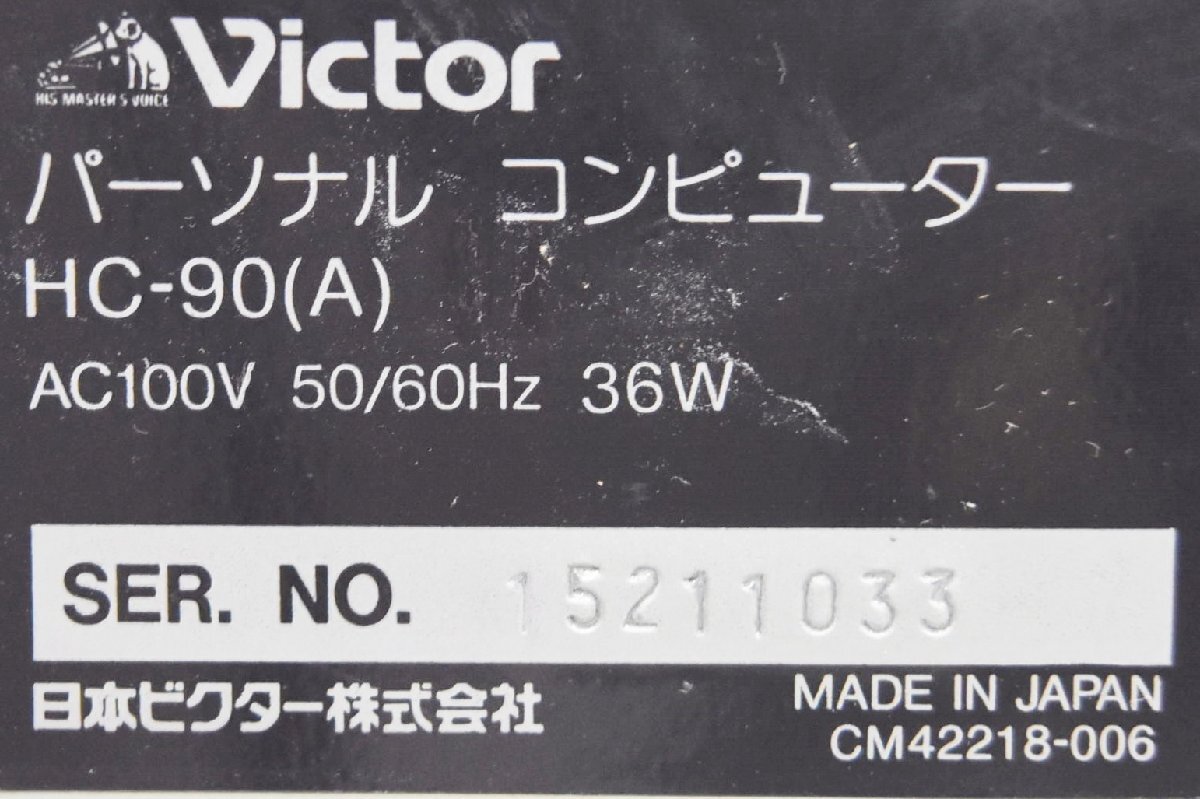 Victor
HIS MASTER'S VOICE
パーソナル コンピューター
HC-90(A)
AC100V 50/60Hz 36W
SER. NO. 15211033
日本ビクター株式会社
MADE IN JAPAN
CM42218-006